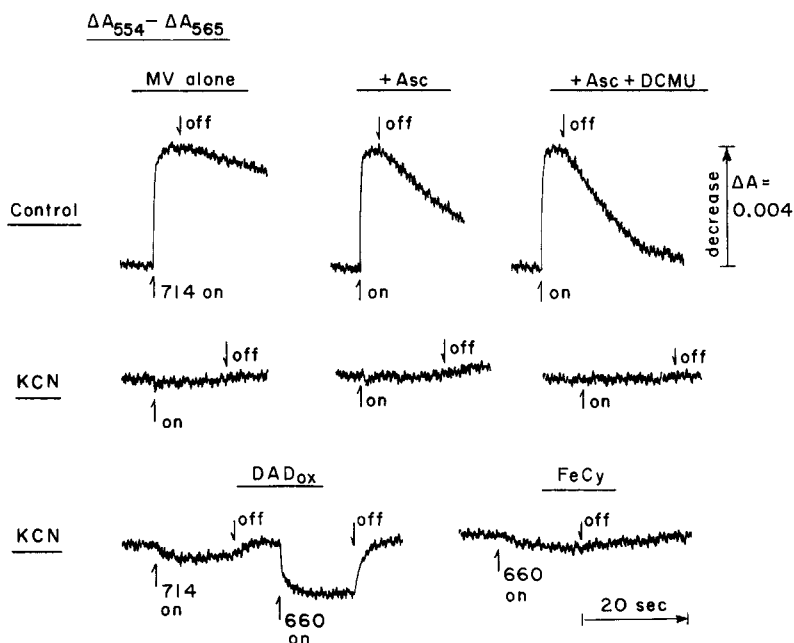 ΔA554 – ΔA565
MV alone
+ Asc
+ Asc + DCMU
off
off
off
Control
decrease
ΔA =
0.004
714 on
on
on
KCN
off
off
off
on
on
on
DADox
FeCy
KCN
off
off
off
714
on
660
on
660
on
20 sec